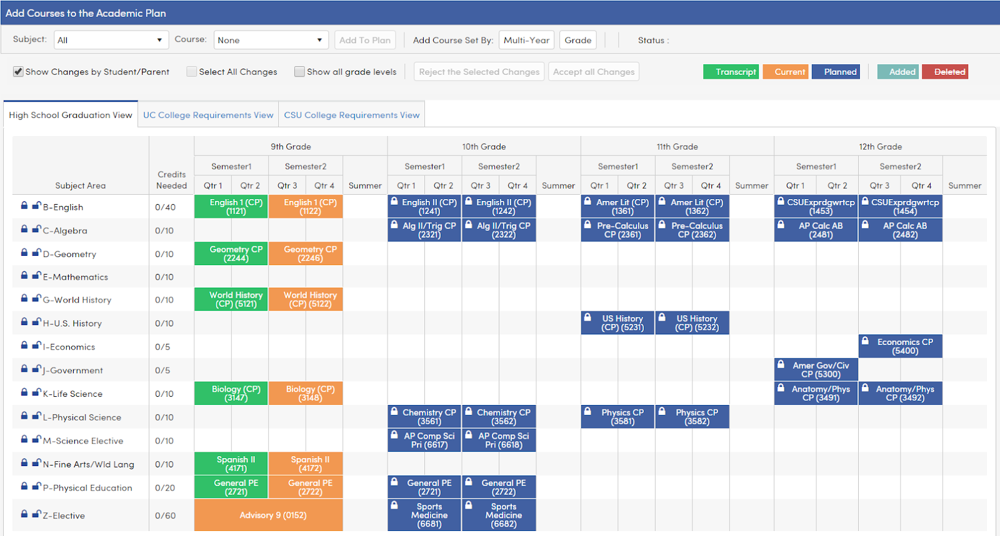 Add Courses to the Academic Plan
Subject: All Course: None Add To Plan Add Course Set By: Multi-Year Grade Status :
Show Changes by Student/Parent Select All Changes Show all grade levels Reject the Selected Changes Accept all Changes Transcript Current Planned Added Deleted
High School Graduation View UC College Requirements View CSU College Requirements View
9th Grade 10th Grade 11th Grade 12th Grade
Semester1 Semester2 Semester1 Semester2 Semester1 Semester2 Semester1 Semester2
Subject Area Credits Needed Qtr 1 Qtr 2 Qtr 3 Qtr 4 Summer Qtr 1 Qtr 2 Qtr 3 Qtr 4 Summer Qtr 1 Qtr 2 Qtr 3 Qtr 4 Summer Qtr 1 Qtr 2 Qtr 3 Qtr 4 Summer
B-English 0/40 English 1 (CP) (1121) English 1 (CP) (1122) English II (CP) (1241) English II (CP) (1242) Amer Lit (CP) (1361) Amer Lit (CP) (1362) CSUExprdgwrtcp (1453) CSUExprdgwrtcp (1454)
C-Algebra 0/10 Alg II/Trig CP (2321) Alg II/Trig CP (2322) Pre-Calculus CP (2361) Pre-Calculus CP (2362) AP Calc AB (2481) AP Calc AB (2482)
D-Geometry 0/10 Geometry CP (2244) Geometry CP (2246)
E-Mathematics 0/10
G-World History 0/10 World History (CP) (5121) World History (CP) (5122)
H-U.S. History 0/10 US History (CP) (5231) US History (CP) (5232)
I-Economics 0/5 Economics CP (5400)
J-Government 0/5 Amer Gov/Civ CP (5300)
K-Life Science 0/10 Biology (CP) (3147) Biology (CP) (3148) Anatomy/Phys CP (3491) Anatomy/Phys CP (3492)
L-Physical Science 0/10 Chemistry CP (3561) Chemistry CP (3562) Physics CP (3581) Physics CP (3582)
M-Science Elective 0/10 AP Comp Sci Pri (6617) AP Comp Sci Pri (6618)
N-Fine Arts/Wld Lang 0/10 Spanish II (4171) Spanish II (4172)
P-Physical Education 0/20 General PE (2721) General PE (2722) General PE (2721) General PE (2722)
Z-Elective 0/60 Advisory 9 (0152) Sports Medicine (6681) Sports Medicine (6682)